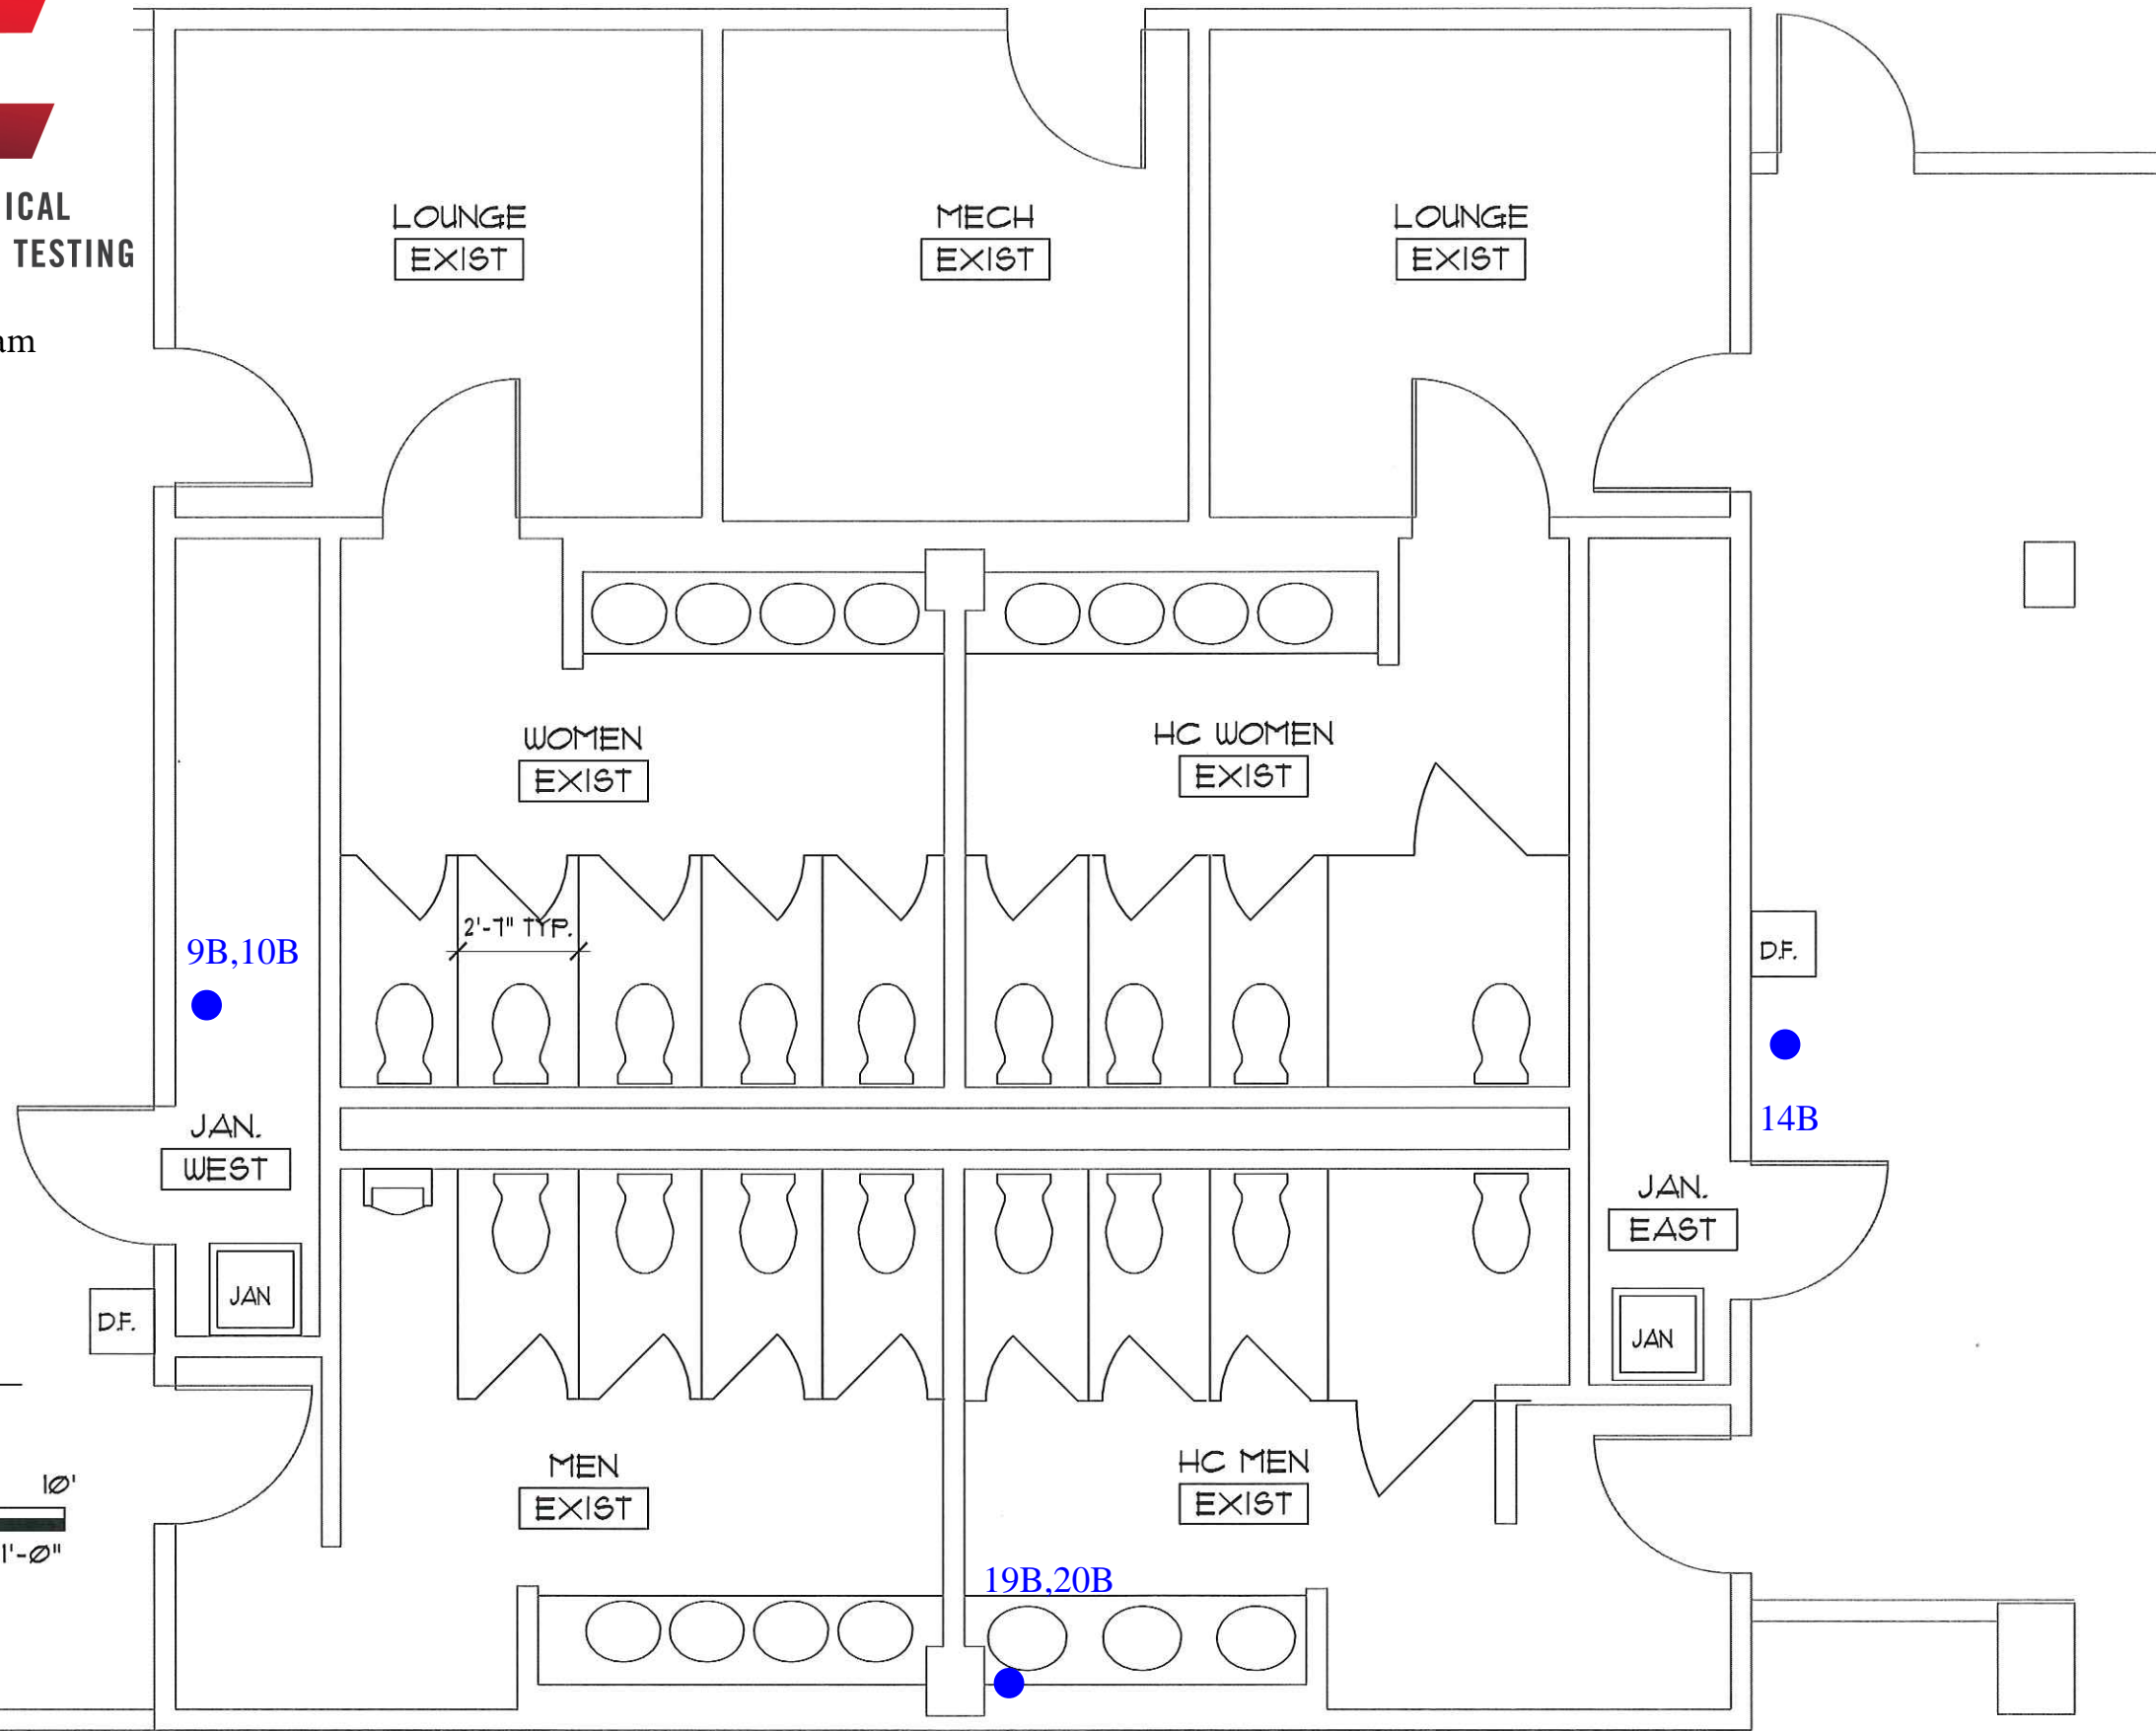 ICAL
TESTING
am
LOUNGE
EXIST
MECH
EXIST
LOUNGE
EXIST
WOMEN
EXIST
HC WOMEN
EXIST
2'-7" TYP.
9B,10B
D.F.
14B
JAN.
WEST
JAN.
EAST
JAN
D.F.
JAN
MEN
EXIST
HC MEN
EXIST
10'
1'-0"
19B,20B